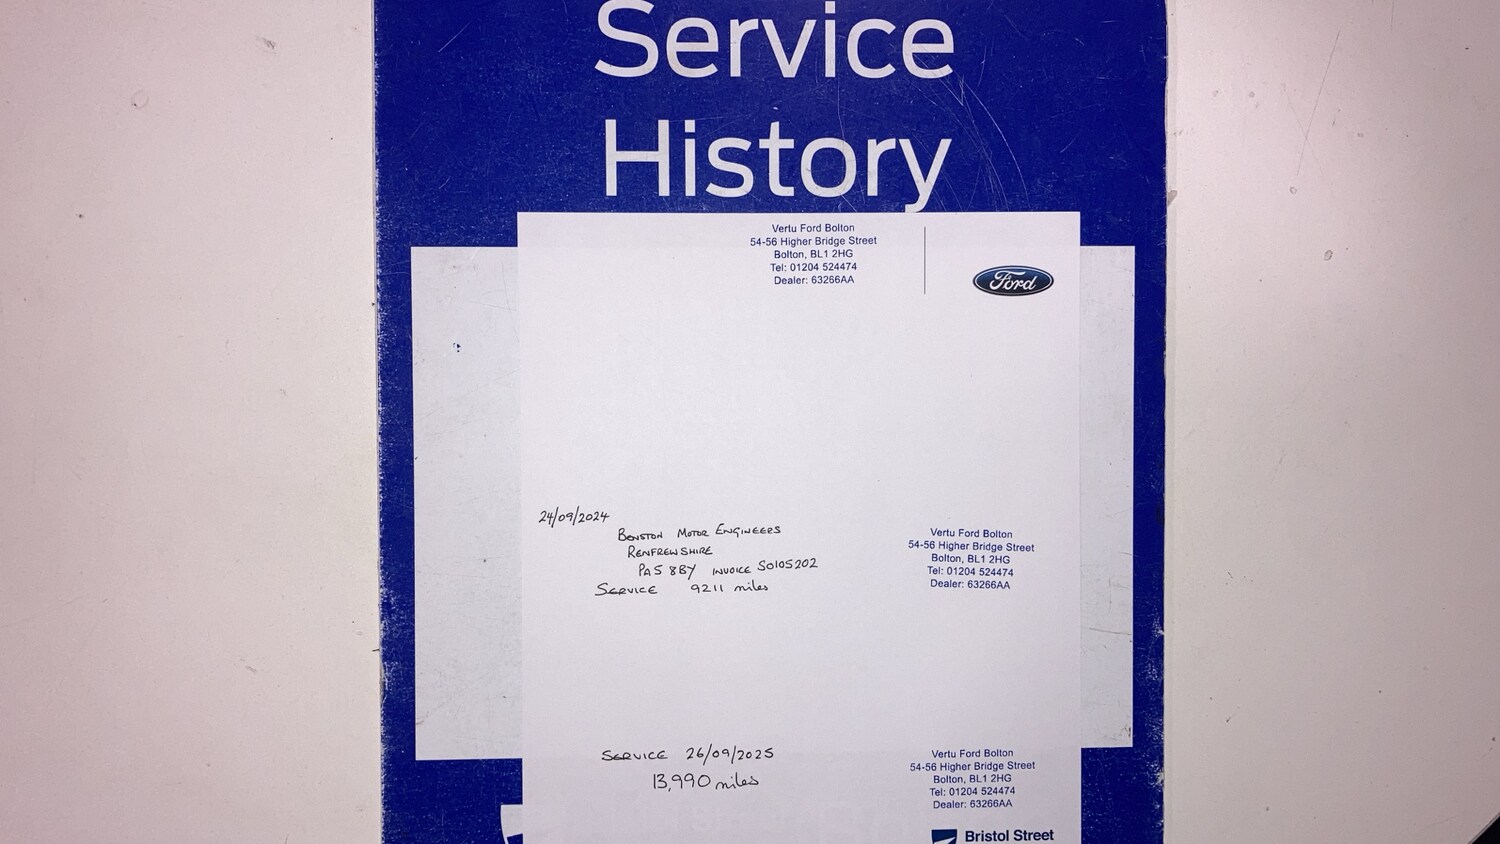 Service
History
Vertu Ford Bolton
54-56 Higher Bridge Street
Bolton, BL1 2HG
Tel: 01204 524474
Dealer: 63266AA
Ford
24/09/2024
BENSTON MOTOR ENGINEERS
RENFREWSHIRE
PA5 8BY INVOICE SO105202
SERVICE 9211 miles
Vertu Ford Bolton
54-56 Higher Bridge Street
Bolton, BL1 2HG
Tel: 01204 524474
Dealer: 63266AA
SERVICE 26/09/2025
13,990 miles
Vertu Ford Bolton
54-56 Higher Bridge Street
Bolton, BL1 2HG
Tel: 01204 524474
Dealer: 63266AA
Bristol Street